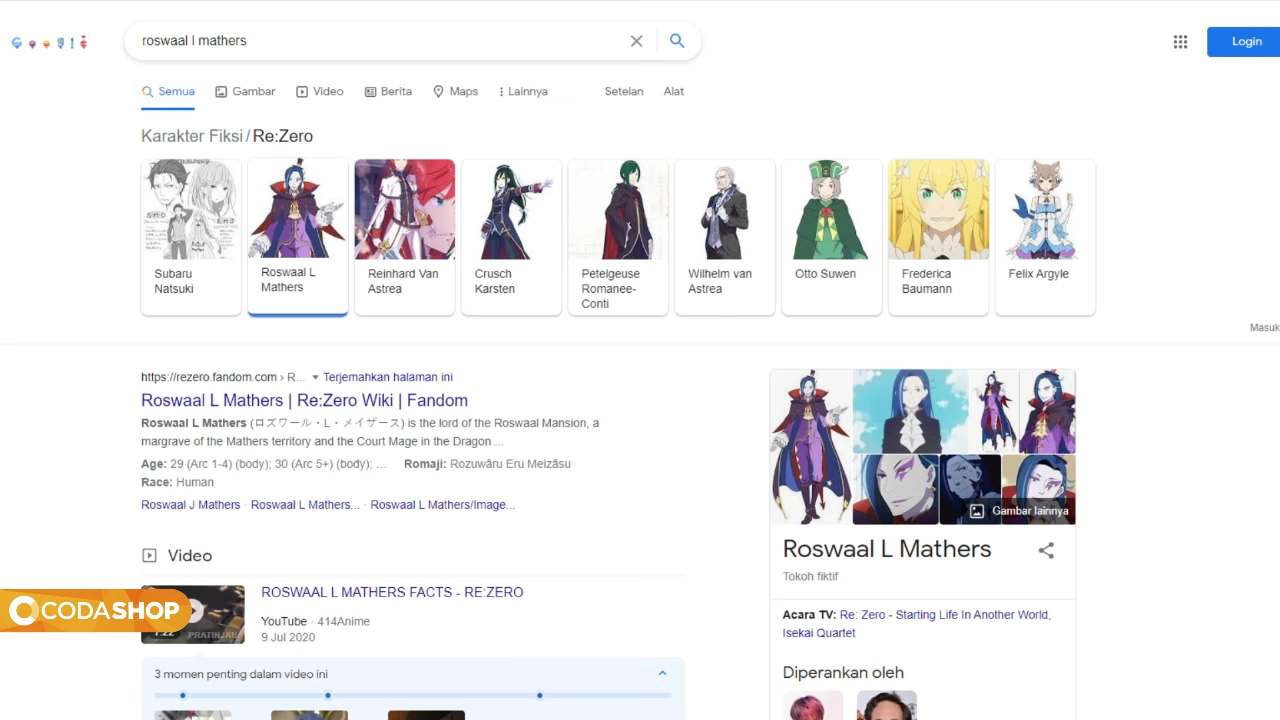 roswaal l mathers
Login
Semua Gambar Video Berita Maps Lainnya Setelan Alat
Karakter Fiksi / Re:Zero
Subaru Natsuki
Roswaal L Mathers
Reinhard Van Astrea
Crusch Karsten
Petelgeuse Romanee-Conti
Wilhelm van Astrea
Otto Suwen
Frederica Baumann
Felix Argyle
Masuk
https://rezero.fandom.com › R... Terjemahkan halaman ini
Roswaal L Mathers | Re:Zero Wiki | Fandom
Roswaal L Mathers (ロズワール・L・メイザース) is the lord of the Roswaal Mansion, a
margrave of the Mathers territory and the Court Mage in the Dragon ...
Age: 29 (Arc 1-4) (body); 30 (Arc 5+) (body); ... Romaji: Rozuwāru Eru Meizāsu
Race: Human
Roswaal J Mathers · Roswaal L Mathers... · Roswaal L Mathers/Image...
Video
ROSWAAL L MATHERS FACTS - RE:ZERO
YouTube · 414Anime
9 Jul 2020
1:22
PRATINJAU
CODASHOP
3 momen penting dalam video ini
Gambar lainnya
Roswaal L Mathers
Tokoh fiktif
Acara TV: Re: Zero - Starting Life In Another World,
Isekai Quartet
Diperankan oleh